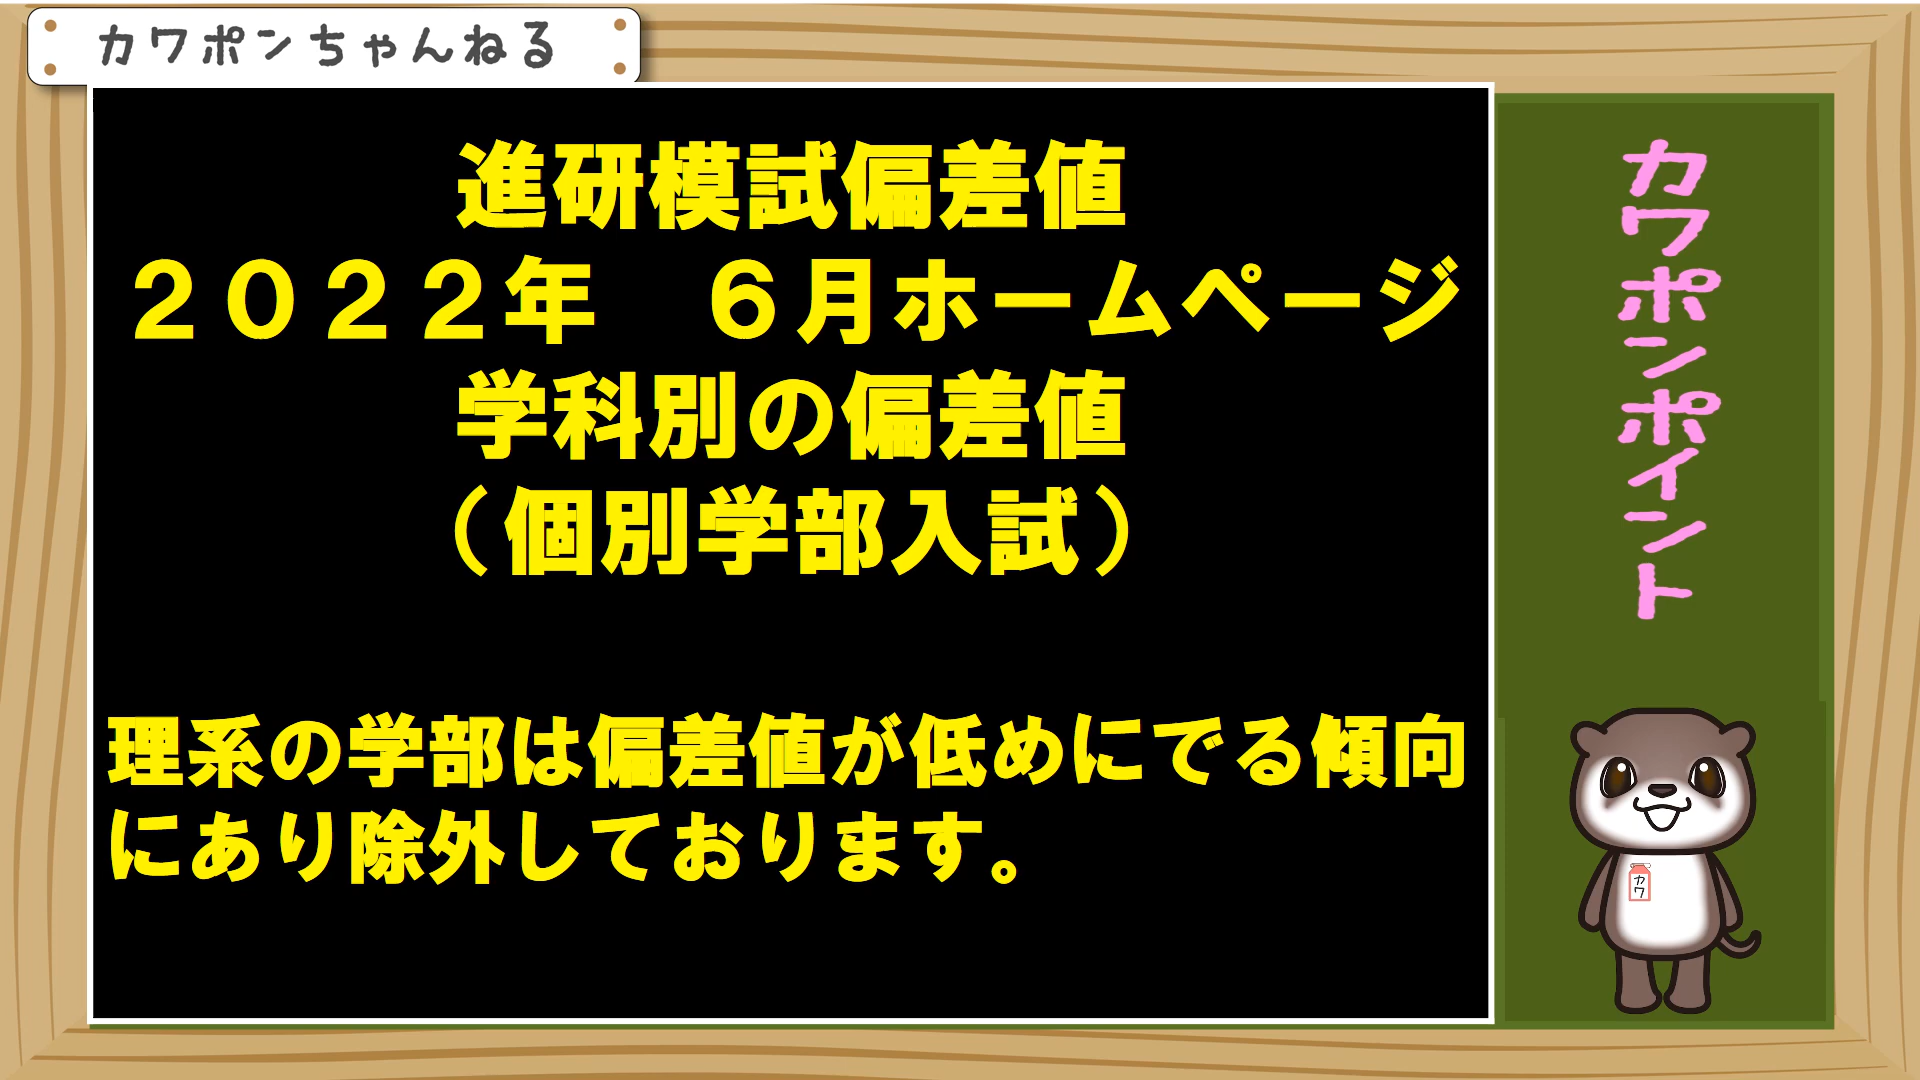 カワポンちゃんねる
進研模試偏差値
２０２２年　６月ホームページ
学科別の偏差値
（個別学部入試）
理系の学部は偏差値が低めにでる傾向
にあり除外しております。
カワポンポイント
カワ